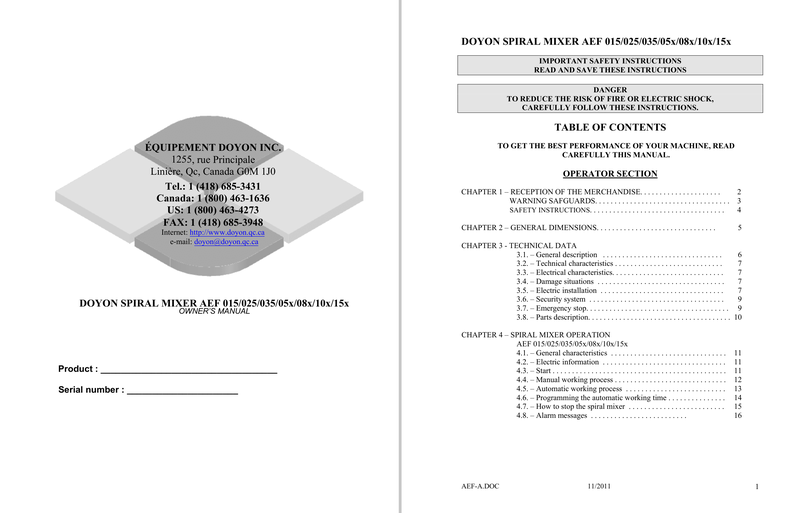 ÉQUIPEMENT DOYON INC.
1255, rue Principale
Linière, Qc, Canada G0M 1J0
Tel.: 1 (418) 685-3431
Canada: 1 (800) 463-1636
US: 1 (800) 463-4273
FAX: 1 (418) 685-3948
Internet: http://www.doyon.qc.ca
e-mail: doyon@doyon.qc.ca
DOYON SPIRAL MIXER AEF 015/025/035/05x/08x/10x/15x
OWNER'S MANUAL
Product :
Serial number :
DOYON SPIRAL MIXER AEF 015/025/035/05x/08x/10x/15x
IMPORTANT SAFETY INSTRUCTIONS
READ AND SAVE THESE INSTRUCTIONS
DANGER
TO REDUCE THE RISK OF FIRE OR ELECTRIC SHOCK,
CAREFULLY FOLLOW THESE INSTRUCTIONS.
TABLE OF CONTENTS
TO GET THE BEST PERFORMANCE OF YOUR MACHINE, READ
CAREFULLY THIS MANUAL.
OPERATOR SECTION
CHAPTER 1 – RECEPTION OF THE MERCHANDISE. . . . . . . . . . . . . . . . . . . . . 2
WARNING SAFGUARDS. . . . . . . . . . . . . . . . . . . . . . . . . . . . . . . . . . . 3
SAFETY INSTRUCTIONS. . . . . . . . . . . . . . . . . . . . . . . . . . . . . . . . . . . 4
CHAPTER 2 – GENERAL DIMENSIONS. . . . . . . . . . . . . . . . . . . . . . . . . . . . . . . 5
CHAPTER 3 - TECHNICAL DATA
3.1. – General description . . . . . . . . . . . . . . . . . . . . . . . . . . . . . . . 6
3.2. – Technical characteristics . . . . . . . . . . . . . . . . . . . . . . . . . . . . 7
3.3. – Electrical characteristics. . . . . . . . . . . . . . . . . . . . . . . . . . . . . 7
3.4. – Damage situations . . . . . . . . . . . . . . . . . . . . . . . . . . . . . . . . . 7
3.5. – Electric installation . . . . . . . . . . . . . . . . . . . . . . . . . . . . . . . . 7
3.6. – Security system . . . . . . . . . . . . . . . . . . . . . . . . . . . . . . . . . . . 9
3.7. – Emergency stop. . . . . . . . . . . . . . . . . . . . . . . . . . . . . . . . . . . . 9
3.8. – Parts description. . . . . . . . . . . . . . . . . . . . . . . . . . . . . . . . . . . . 10
CHAPTER 4 – SPIRAL MIXER OPERATION
AEF 015/025/035/05x/08x/10x/15x
4.1. – General characteristics . . . . . . . . . . . . . . . . . . . . . . . . . . . . . . 11
4.2. – Electric information . . . . . . . . . . . . . . . . . . . . . . . . . . . . . . . . 11
4.3. – Start . . . . . . . . . . . . . . . . . . . . . . . . . . . . . . . . . . . . . . . . . . . . . 11
4.4. – Manual working process . . . . . . . . . . . . . . . . . . . . . . . . . . . . . 12
4.5. – Automatic working process . . . . . . . . . . . . . . . . . . . . . . . . . . 13
4.6. – Programming the automatic working time . . . . . . . . . . . . . . . 14
4.7. – How to stop the spiral mixer . . . . . . . . . . . . . . . . . . . . . . . . . 15
4.8. – Alarm messages . . . . . . . . . . . . . . . . . . . . . . . . . 16
AEF-A.DOC 11/2011 1